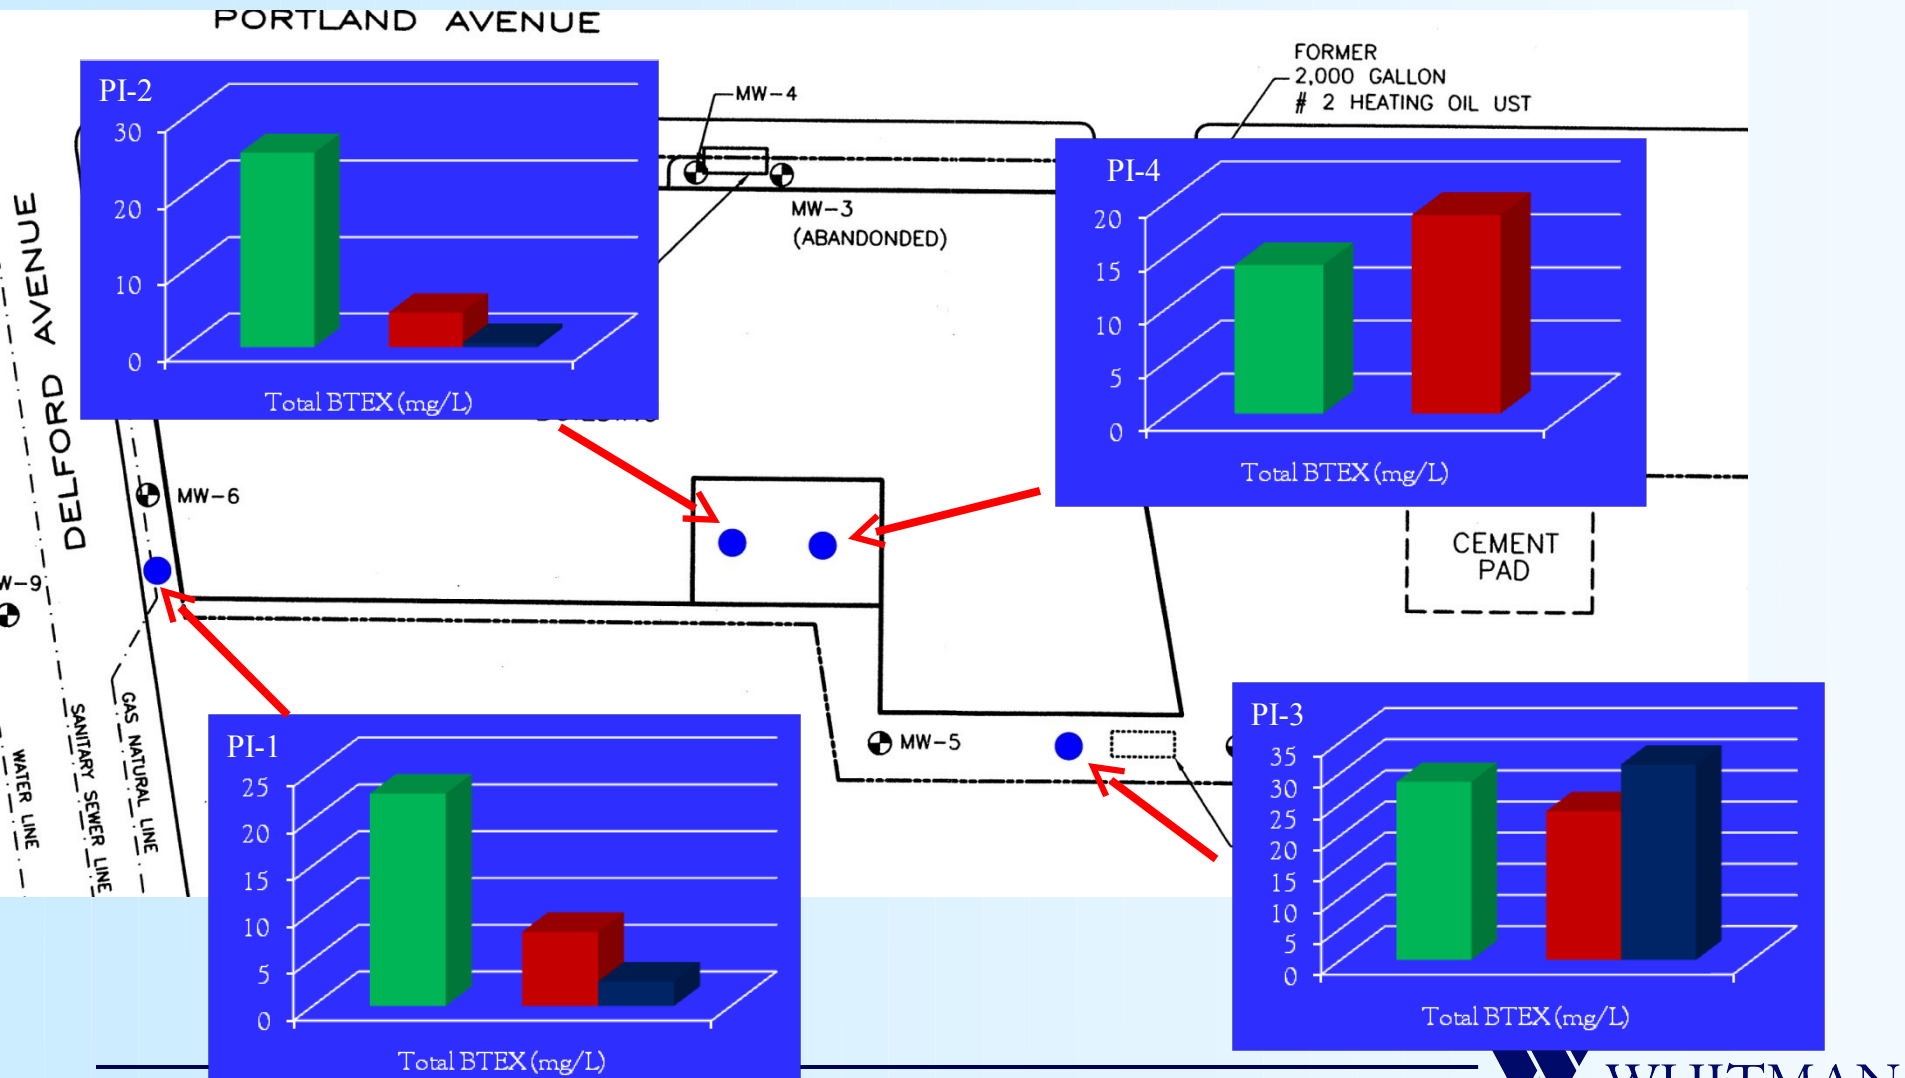 PORTLAND AVENUE
FORMER
2,000 GALLON
# 2 HEATING OIL UST
MW-4
MW-3
(ABANDONDED)
PI-2
30
20
10
0
Total BTEX (mg/L)
PI-4
20
15
10
5
0
Total BTEX (mg/L)
DELFORD AVENUE
MW-6
W-9
CEMENT
PAD
MW-5
GAS NATURAL LINE
SANITARY SEWER LINE
WATER LINE
PI-1
25
20
15
10
5
0
Total BTEX (mg/L)
PI-3
35
30
25
20
15
10
5
0
Total BTEX (mg/L)
WHITMAN